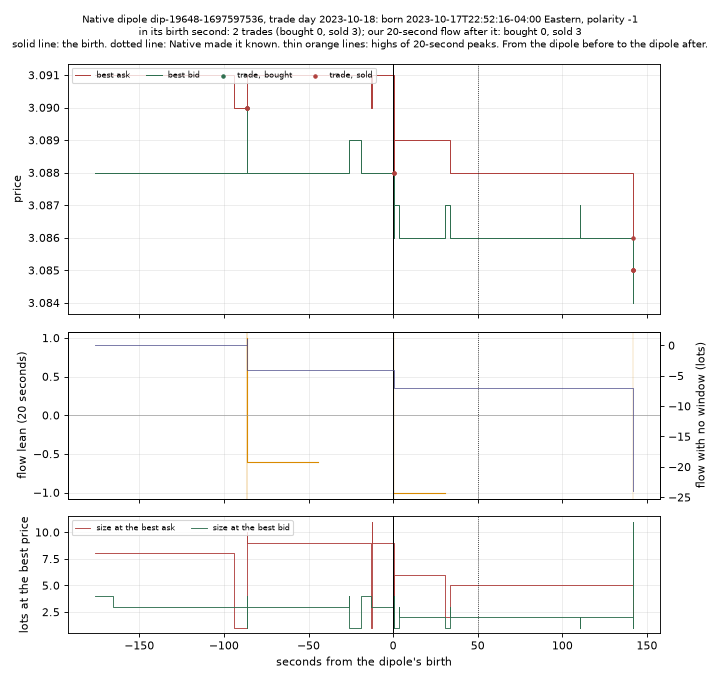 Native dipole dip-19648-1697597536, trade day 2023-10-18: born 2023-10-17T22:52:16-04:00 Eastern, polarity -1
in its birth second: 2 trades (bought 0, sold 3); our 20-second flow after it: bought 0, sold 3
solid line: the birth. dotted line: Native made it known. thin orange lines: highs of 20-second peaks. From the dipole before to the dipole after.
best ask best bid trade, bought trade, sold
3.091
3.090
3.089
3.088
3.087
3.086
3.085
3.084
price
1.0
0.5
0.0
−0.5
−1.0
flow lean (20 seconds)
0
−5
−10
−15
−20
−25
flow with no window (lots)
size at the best ask size at the best bid
10.0
7.5
5.0
2.5
lots at the best price
−150 −100 −50 0 50 100 150
seconds from the dipole's birth